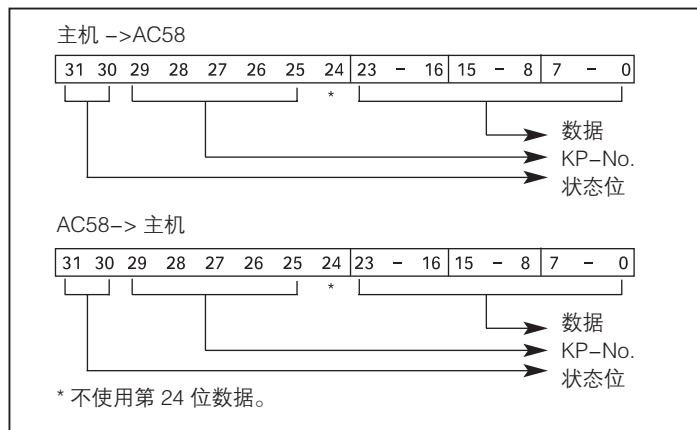 主机 ->AC58
31 30 29 28 27 26 25 24 23 - 16 15 - 8 7 - 0
*
数据
KP-No.
状态位
AC58-> 主机
31 30 29 28 27 26 25 24 23 - 16 15 - 8 7 - 0
*
数据
KP-No.
状态位
* 不使用第 24 位数据。